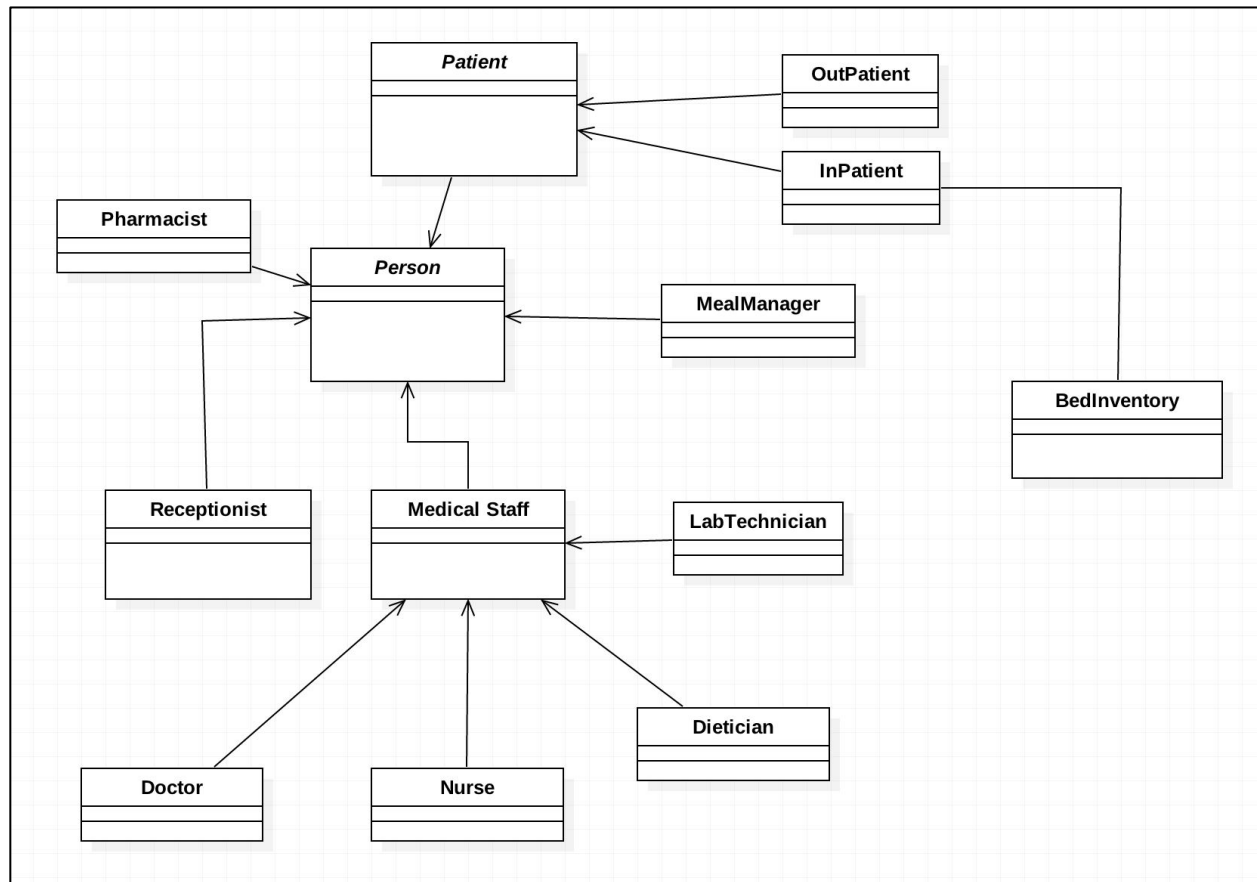 Patient
OutPatient
InPatient
Pharmacist
Person
MealManager
BedInventory
Receptionist
Medical Staff
LabTechnician
Dietician
Doctor
Nurse